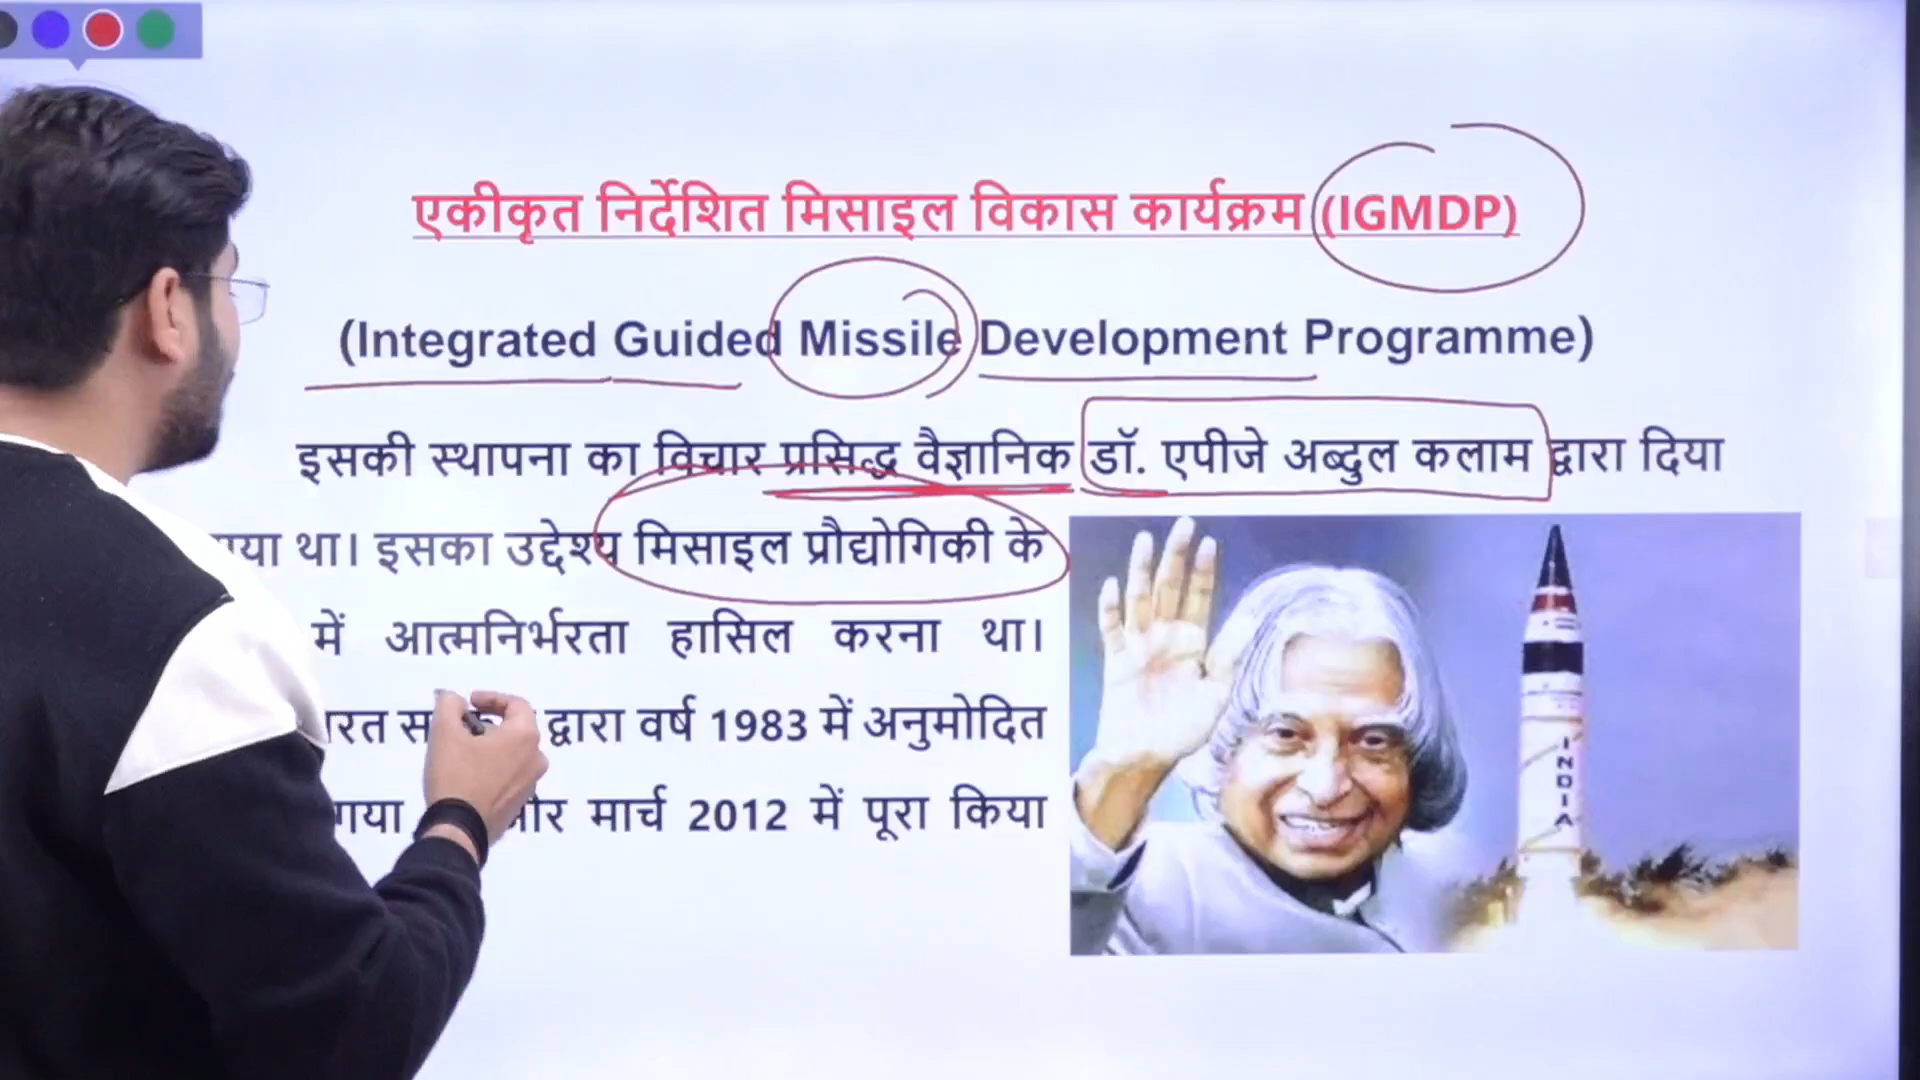 एकीकृत निर्देशित मिसाइल विकास कार्यक्रम (IGMDP)
(Integrated Guided Missile Development Programme)
इसकी स्थापना का विचार प्रसिद्ध वैज्ञानिक डॉ. एपीजे अब्दुल कलाम द्वारा दिया
था। इसका उद्देश्य मिसाइल प्रौद्योगिकी के
में आत्मनिर्भरता हासिल करना था।
द्वारा वर्ष 1983 में अनुमोदित
मार्च 2012 में पूरा किया
INDIA